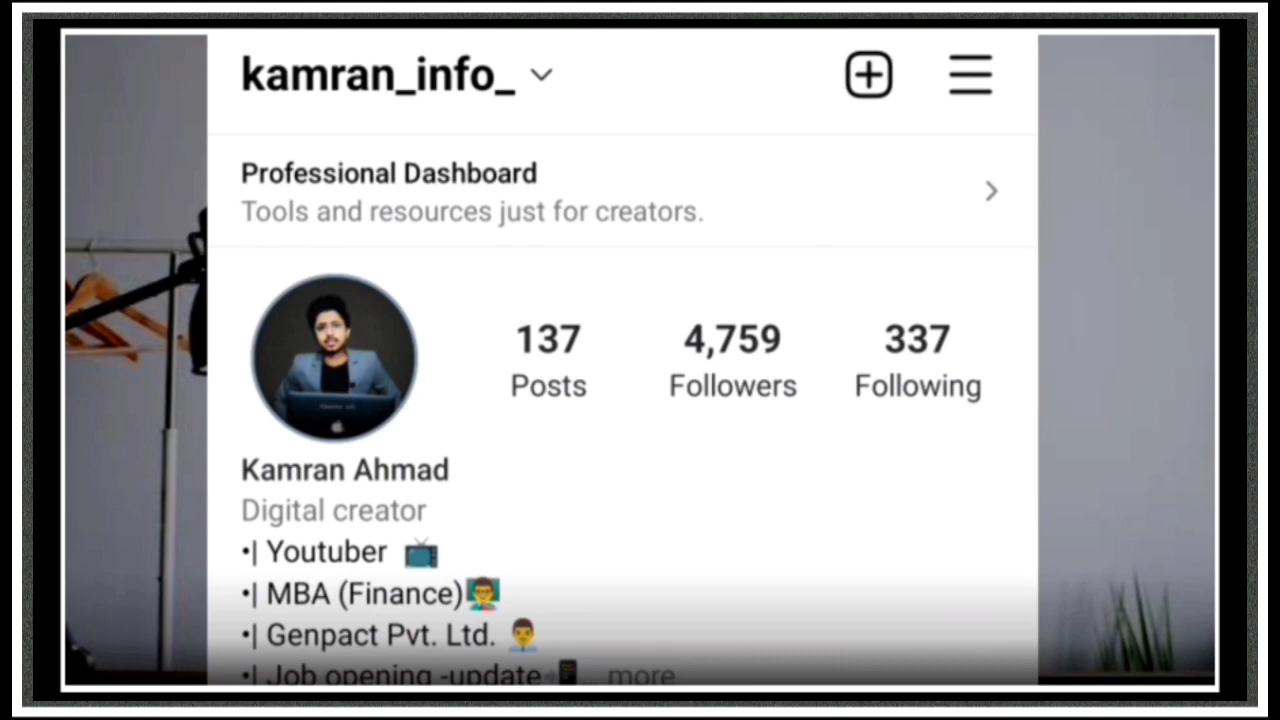 kamran_info_
Professional Dashboard
Tools and resources just for creators.
137 4,759 337
Posts Followers Following
Kamran Ahmad
Digital creator
•| Youtuber 📺
•| MBA (Finance)👨‍🏫
•| Genpact Pvt. Ltd. 👨‍💼
•| Job opening -update📲... more